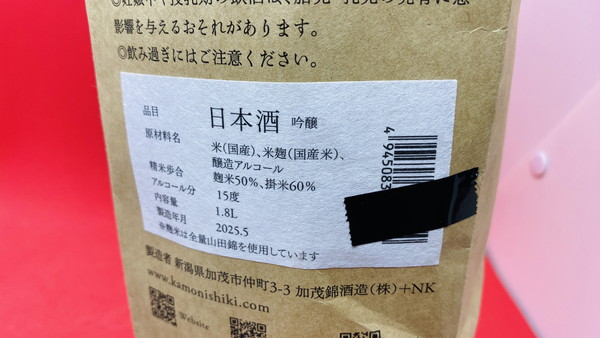 影響を与えるおそれがあります。
◎飲み過ぎにはご注意ください。
品目 日本酒 吟醸
原材料名 米(国産)、米麹(国産米)、
醸造アルコール
精米歩合 麹米50%、掛米60%
アルコール分 15度
内容量 1.8L
製造年月 2025.5
※麹米は全量山田錦を使用しています
4945083
製造者 新潟県加茂市仲町3-3 加茂錦酒造(株)+NK
www.kamonishiki.com
Website